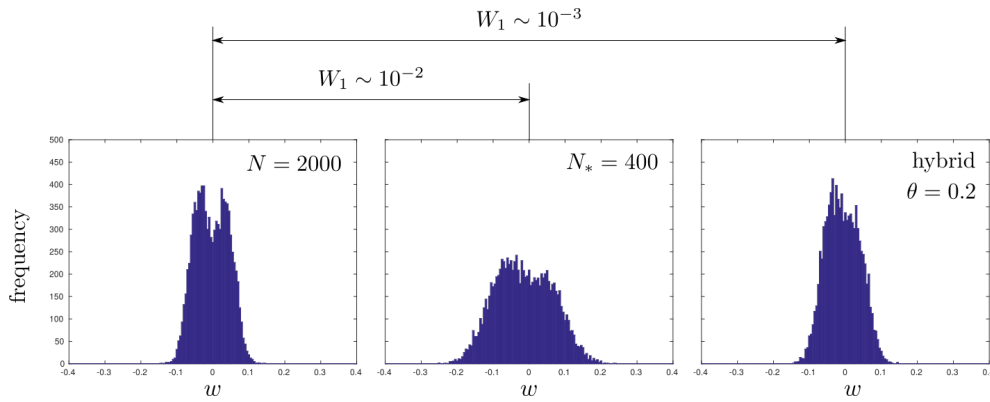 W₁ ∼ 10⁻³
W₁ ∼ 10⁻²
frequency
500
450
400
350
300
250
200
150
100
50
0
N = 2000
N∗ = 400
hybrid
θ = 0.2
-0.4 -0.3 -0.2 -0.1 0 0.1 0.2 0.3 0.4
-0.4 -0.3 -0.2 -0.1 0 0.1 0.2 0.3 0.4
-0.4 -0.3 -0.2 -0.1 0 0.1 0.2 0.3 0.4
w
w
w